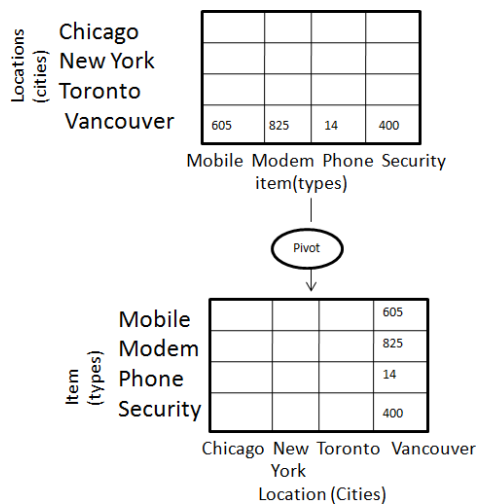 Locations
(cities)
Chicago
New York
Toronto
Vancouver
605 825 14 400
Mobile Modem Phone Security
item(types)
Pivot
Item
(types)
Mobile 605
Modem 825
Phone 14
Security 400
Chicago New Toronto Vancouver
York
Location (Cities)